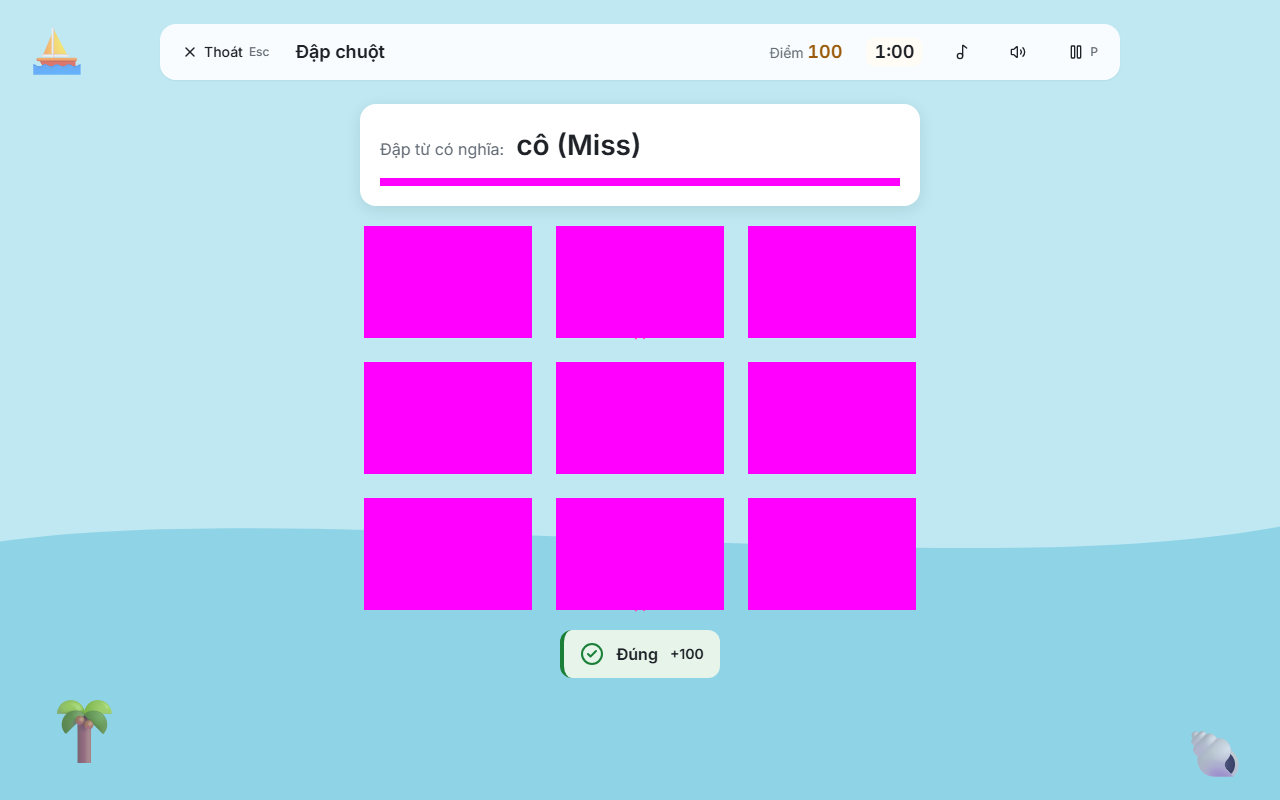 Thoát Esc Đập chuột Điểm 100 1:00 P
Đập từ có nghĩa: cô (Miss)
Đúng +100